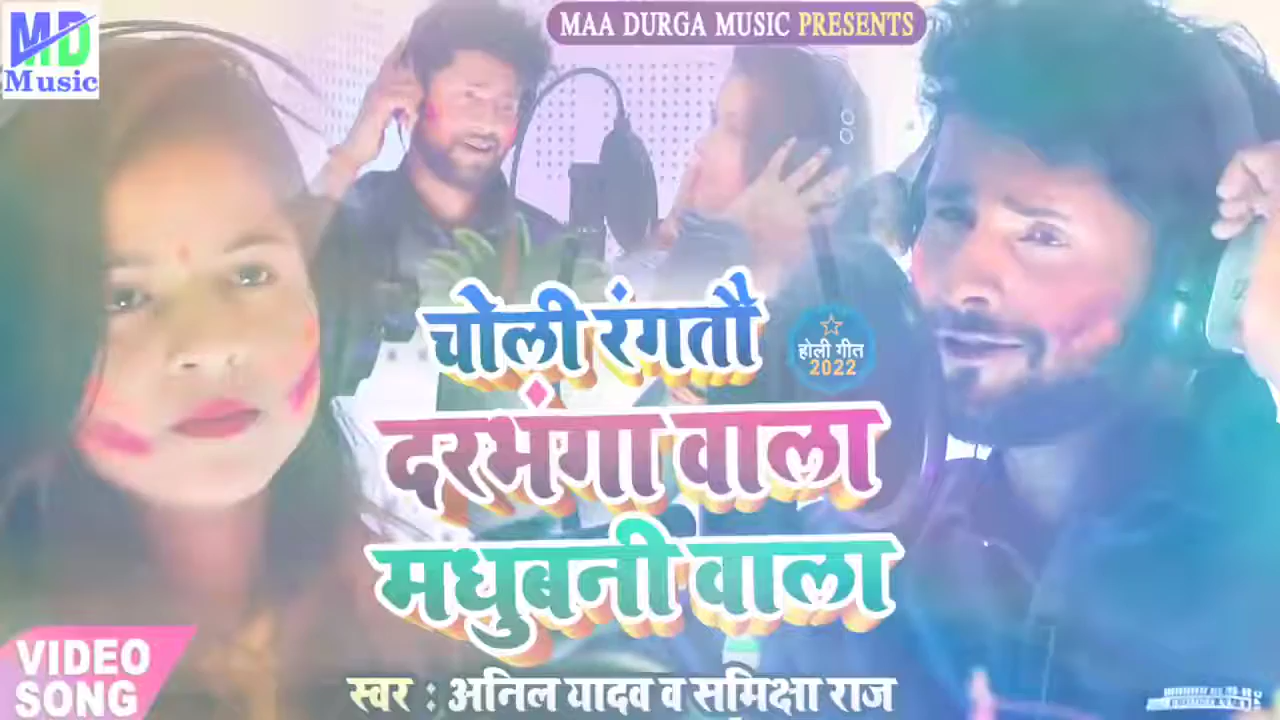 MD
Music
MAA DURGA MUSIC PRESENTS
चोली रंगतौ
होली गीत
2022
दरभंगा वाला
मधुबनी वाला
VIDEO
SONG
स्वर : अनिल यादव व समिक्षा राज